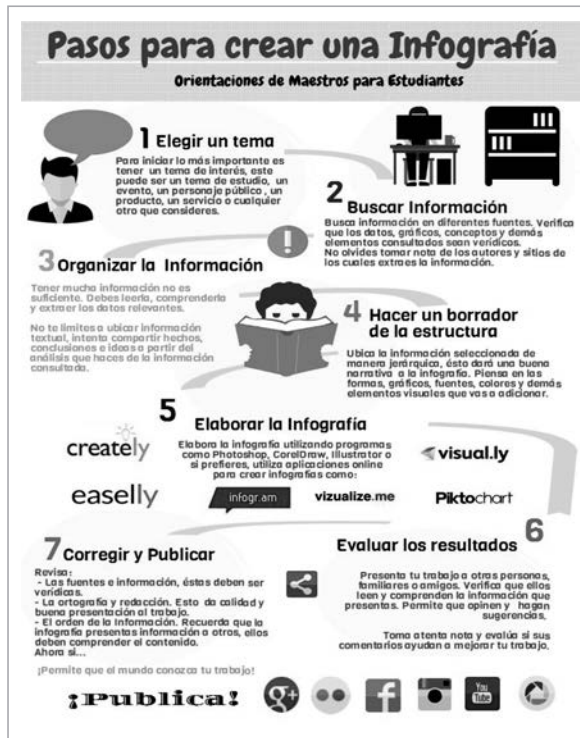 Pasos para crear una Infografía
Orientaciones de Maestros para Estudiantes
1 Elegir un tema
Para iniciar lo más importante es
tener un tema de interés, este
puede ser un tema de estudio, un
evento, un personaje público, un
producto, un servicio o cualquier
otro que consideres.
2
Buscar Información
Busca información en diferentes fuentes. Verifica
que los datos, gráficos, conceptos y demás
elementos consultados sean verídicos.
No olvides tomar nota de los autores y sitios de
los cuales extraes la información.
3 Organizar la Información
Tener mucha información no es
suficiente. Debes leerla, comprenderla
y extraer los datos relevantes.
No te limites a ubicar información
textual, intenta compartir hechos,
conclusiones e ideas a partir del
análisis que haces de la información
consultada.
4 Hacer un borrador
de la estructura
Ubica la información seleccionada de
manera jerárquica, ésto dará una buena
narrativa a la infografía. Piensa en las
formas, gráficos, fuentes, colores y demás
elementos visuales que vas a adicionar.
5
Elaborar la Infografía
Elabora la infografía utilizando programas
como Photoshop, CorelDraw, Illustrator o
si prefieres, utiliza aplicaciones online
para crear infografías como:
creately
visual.ly
easelly
infogr.am
vizualize.me
Piktochart
6
Evaluar los resultados
Presenta tu trabajo a otras personas,
familiares o amigos. Verifica que ellos
leen y comprenden la información que
presentas. Permite que opinen y hagan
sugerencias.
Toma atenta nota y evalúa si sus
comentarios ayudan a mejorar tu trabajo.
7 Corregir y Publicar
Revisa:
- Las fuentes e información, éstas deben ser
verídicas.
- La ortografía y redacción. Esto da calidad y
buena presentación al trabajo.
- El orden de la Información. Recuerda que la
infografía presentas información a otros, ellos
deben comprender el contenido.
Ahora si...
¡Permite que el mundo conozca tu trabajo!
¡Publica!
g+
f
You
Tube